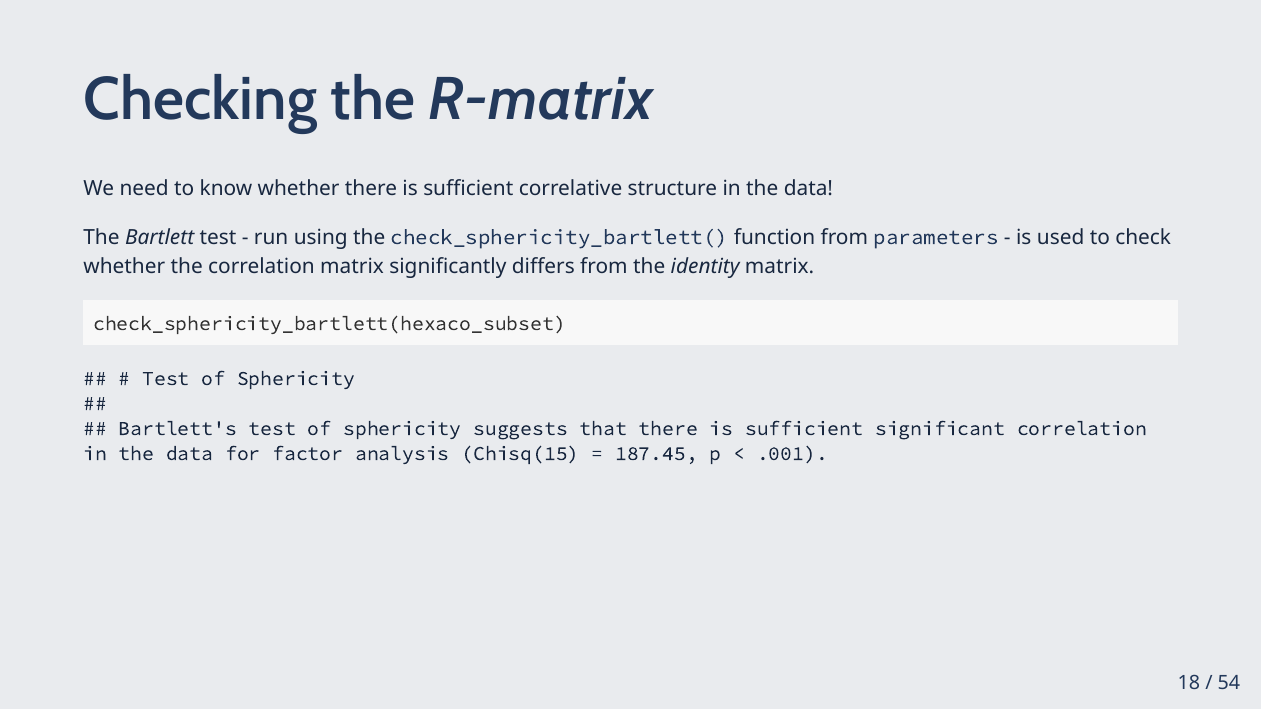 Checking the R-matrix
We need to know whether there is sufficient correlative structure in the data!
The Bartlett test - run using the check_sphericity_bartlett() function from parameters - is used to check
whether the correlation matrix significantly differs from the identity matrix.
check_sphericity_bartlett(hexaco_subset)
## # Test of Sphericity
##
## Bartlett's test of sphericity suggests that there is sufficient significant correlation
in the data for factor analysis (Chisq(15) = 187.45, p < .001).
18 / 54